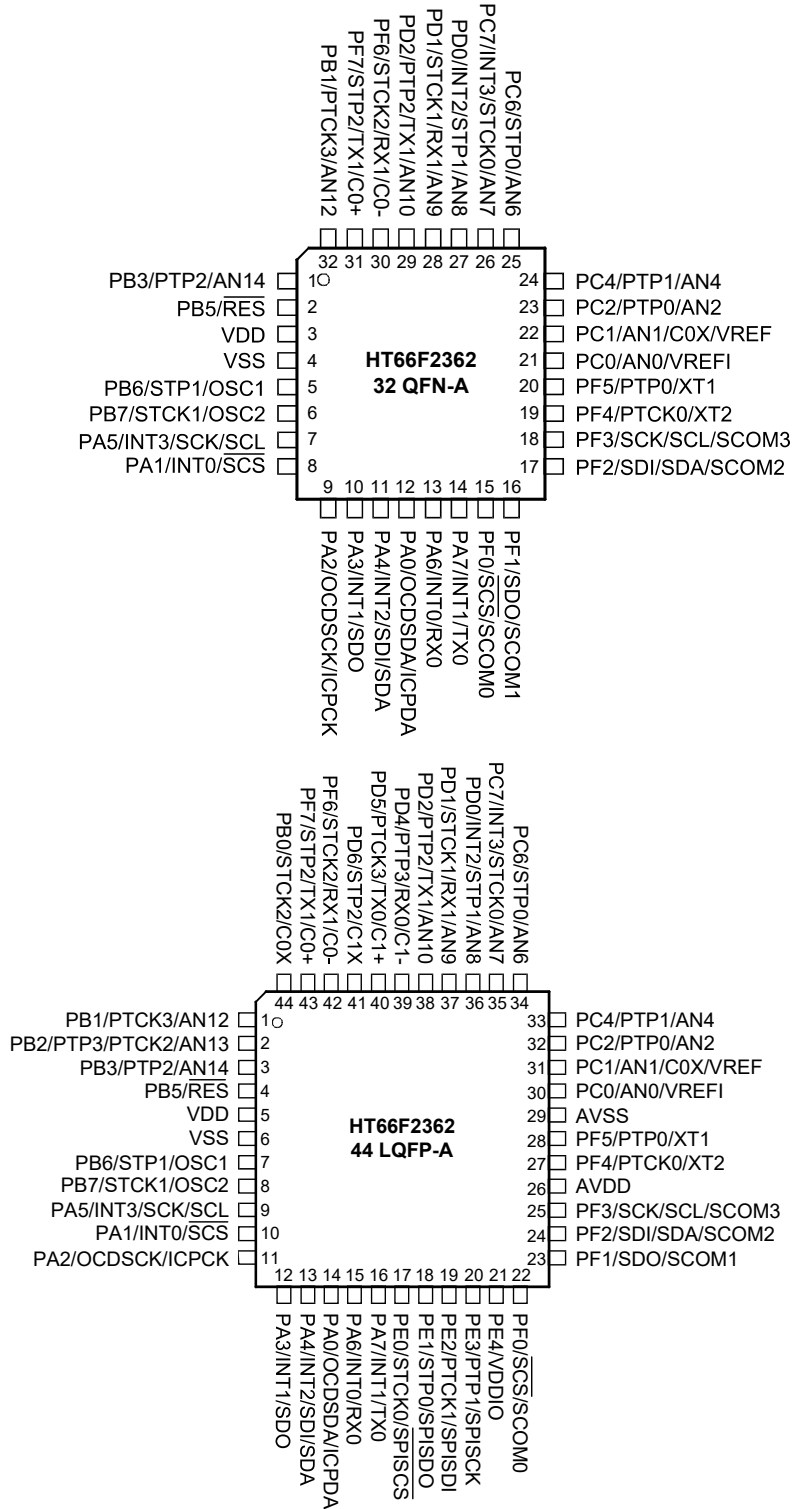 PB1/PTCK3/AN12
PF7/STP2/TX1/C0+
PF6/STCK2/RX1/C0-
PD2/PTP2/TX1/AN10
PD1/STCK1/RX1/AN9
PD0/INT2/STP1/AN8
PC7/INT3/STCK0/AN7
PC6/STP0/AN6
32 31 30 29 28 27 26 25
PB3/PTP2/AN14 1 24 PC4/PTP1/AN4
PB5/RES 2 23 PC2/PTP0/AN2
VDD 3 22 PC1/AN1/C0X/VREF
VSS 4 21 PC0/AN0/VREFI
HT66F2362
32 QFN-A
PB6/STP1/OSC1 5 20 PF5/PTP0/XT1
PB7/STCK1/OSC2 6 19 PF4/PTCK0/XT2
PA5/INT3/SCK/SCL 7 18 PF3/SCK/SCL/SCOM3
PA1/INT0/SCS 8 17 PF2/SDI/SDA/SCOM2
9 10 11 12 13 14 15 16
PA2/OCDSCK/ICPCK
PA3/INT1/SDO
PA4/INT2/SDI/SDA
PA0/OCDSDA/ICPDA
PA6/INT0/RX0
PA7/INT1/TX0
PF0/SCS/SCOM0
PF1/SDO/SCOM1
PB0/STCK2/C0X
PF7/STP2/TX1/C0+
PF6/STCK2/RX1/C0-
PD6/STP2/C1X
PD5/PTCK3/TX0/C1+
PD4/PTP3/RX0/C1-
PD2/PTP2/TX1/AN10
PD1/STCK1/RX1/AN9
PD0/INT2/STP1/AN8
PC7/INT3/STCK0/AN7
PC6/STP0/AN6
44 43 42 41 40 39 38 37 36 35 34
PB1/PTCK3/AN12 1 33 PC4/PTP1/AN4
PB2/PTP3/PTCK2/AN13 2 32 PC2/PTP0/AN2
PB3/PTP2/AN14 3 31 PC1/AN1/C0X/VREF
PB5/RES 4 30 PC0/AN0/VREFI
VDD 5 29 AVSS
HT66F2362
44 LQFP-A
VSS 6 28 PF5/PTP0/XT1
PB6/STP1/OSC1 7 27 PF4/PTCK0/XT2
PB7/STCK1/OSC2 8 26 AVDD
PA5/INT3/SCK/SCL 9 25 PF3/SCK/SCL/SCOM3
PA1/INT0/SCS 10 24 PF2/SDI/SDA/SCOM2
PA2/OCDSCK/ICPCK 11 23 PF1/SDO/SCOM1
12 13 14 15 16 17 18 19 20 21 22
PA3/INT1/SDO
PA4/INT2/SDI/SDA
PA0/OCDSDA/ICPDA
PA6/INT0/RX0
PA7/INT1/TX0
PE0/STCK0/SPISCS
PE1/STP0/SPISDO
PE2/PTCK1/SPISDI
PE3/PTP1/SPISCK
PE4/VDDIO
PF0/SCS/SCOM0